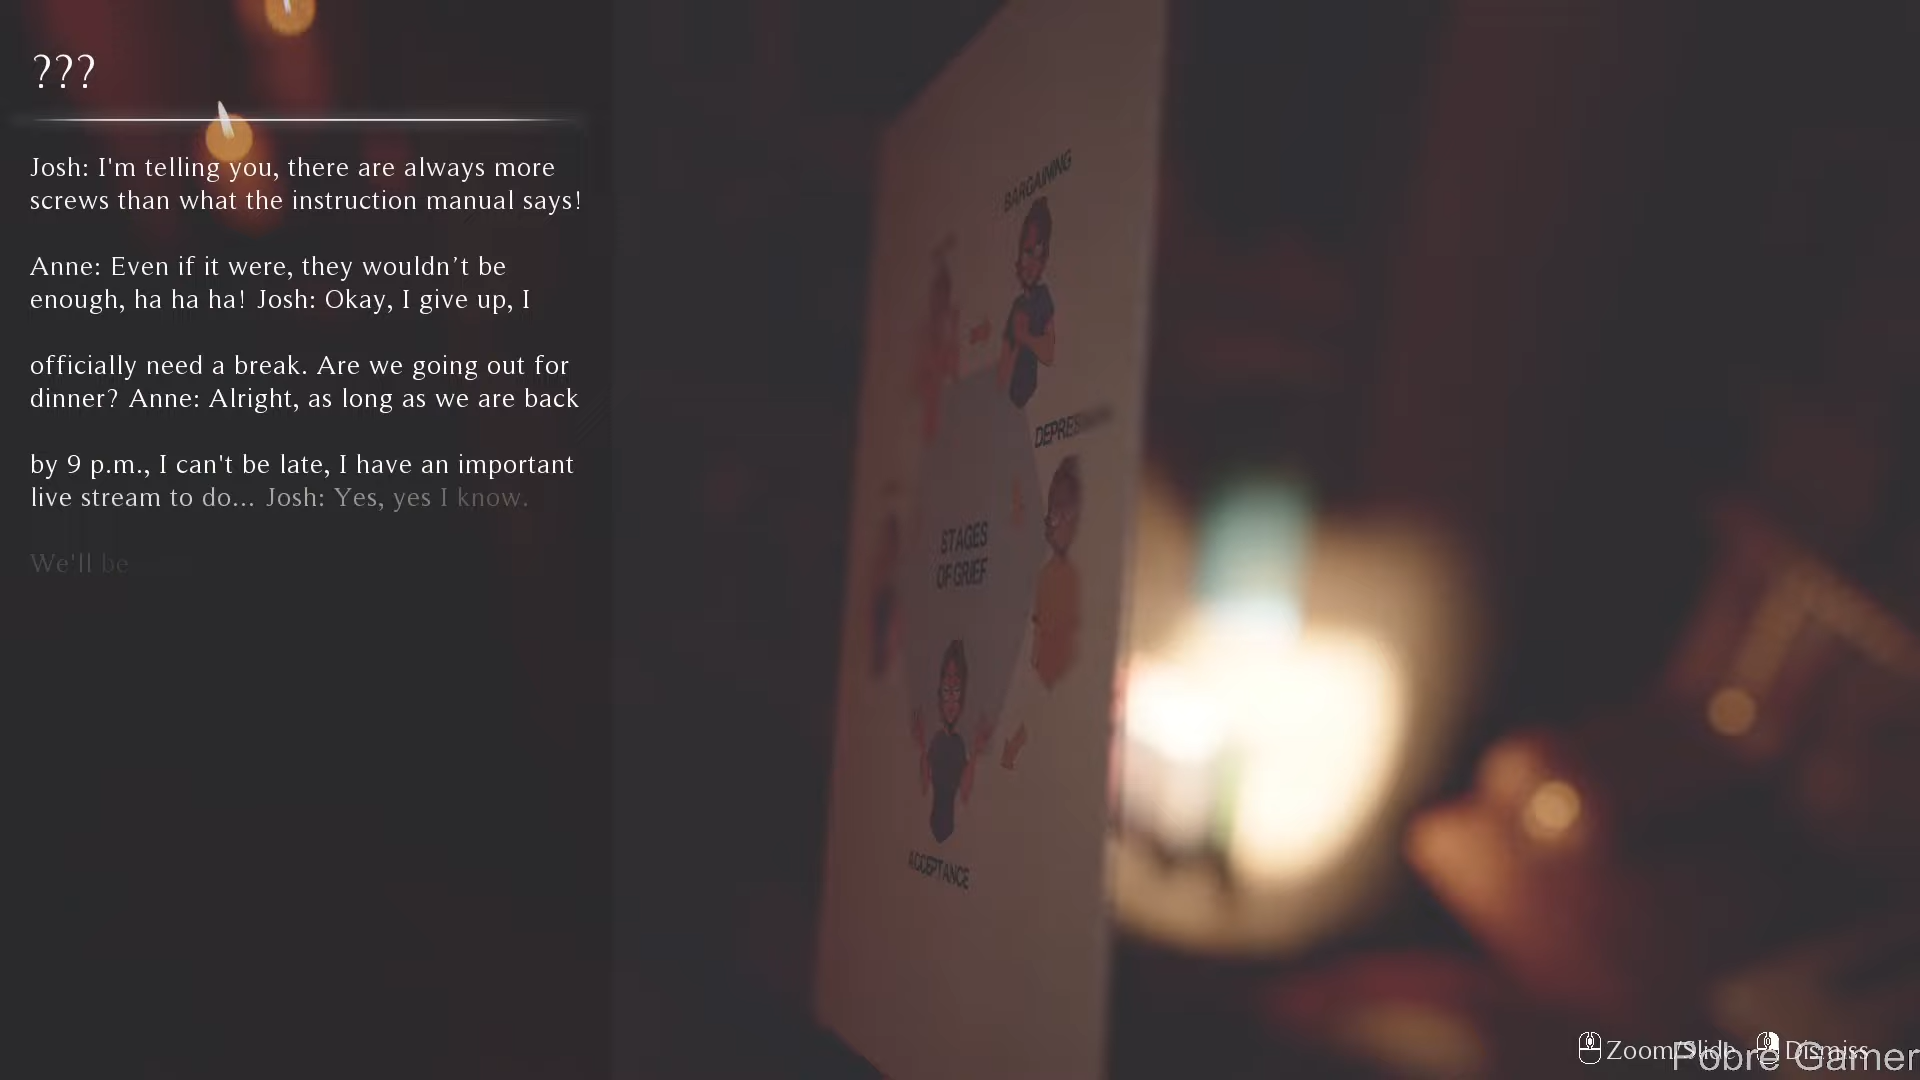 ???
Josh: I'm telling you, there are always more
screws than what the instruction manual says!
Anne: Even if it were, they wouldn’t be
enough, ha ha ha! Josh: Okay, I give up, I
officially need a break. Are we going out for
dinner? Anne: Alright, as long as we are back
by 9 p.m., I can't be late, I have an important
live stream to do... Josh: Yes, yes I know.
We'll be
BARGAINING
STAGES
OF GRIEF
ACCEPTANCE
Zoom/Slide
Dismiss
Pobre Gamer